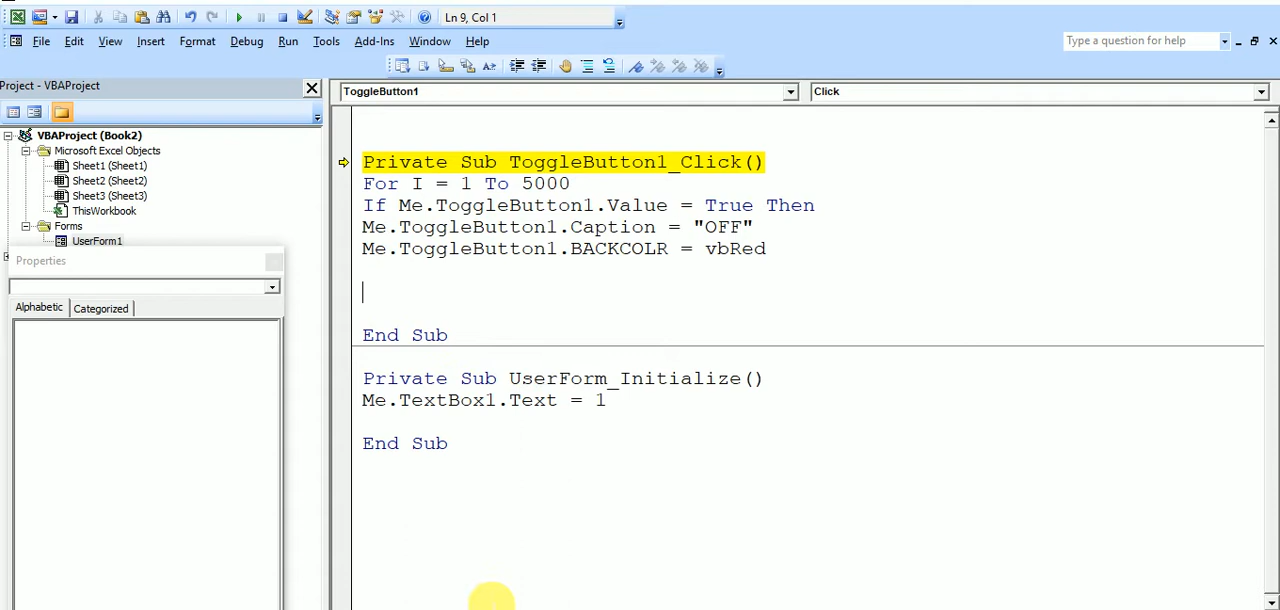 Ln 9, Col 1
File Edit View Insert Format Debug Run Tools Add-Ins Window Help
Type a question for help
Project - VBAProject
ToggleButton1
Click
VBAProject (Book2)
Microsoft Excel Objects
Sheet1 (Sheet1)
Sheet2 (Sheet2)
Sheet3 (Sheet3)
ThisWorkbook
Forms
UserForm1
Properties
Alphabetic Categorized
Private Sub ToggleButton1_Click()
For I = 1 To 5000
If Me.ToggleButton1.Value = True Then
Me.ToggleButton1.Caption = "OFF"
Me.ToggleButton1.BACKCOLR = vbRed
End Sub
Private Sub UserForm_Initialize()
Me.TextBox1.Text = 1
End Sub